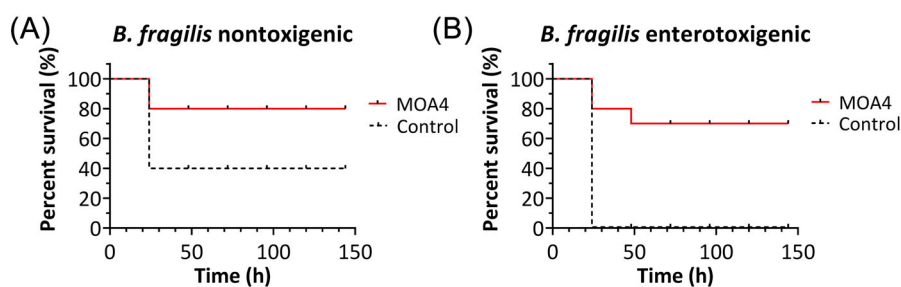 (A)
B. fragilis nontoxigenic
Percent survival (%)
100
80
60
40
20
0
0 50 100 150
Time (h)
MOA4
Control
(B)
B. fragilis enterotoxigenic
Percent survival (%)
100
80
60
40
20
0
0 50 100 150
Time (h)
MOA4
Control